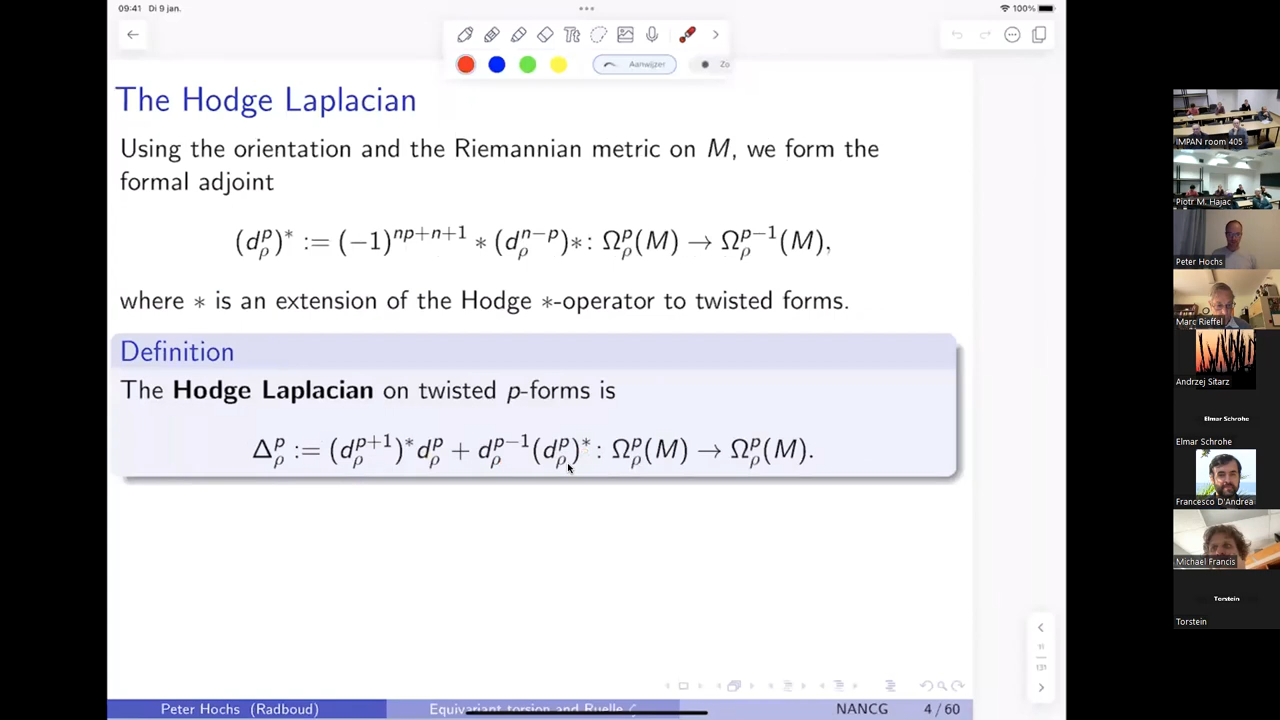 09:41 Di 9 jan.
100%
Aanwijzer
Zo
The Hodge Laplacian
Using the orientation and the Riemannian metric on M, we form the
formal adjoint
(d_ρ^p)^* := (−1)^{np+n+1} ∗ (d_ρ^{n−p})∗: Ω_ρ^p(M) → Ω_ρ^{p−1}(M),
where ∗ is an extension of the Hodge ∗-operator to twisted forms.
Definition
The Hodge Laplacian on twisted p-forms is
Δ_ρ^p := (d_ρ^{p+1})^* d_ρ^p + d_ρ^{p−1}(d_ρ^p)^* : Ω_ρ^p(M) → Ω_ρ^p(M).
11
131
Peter Hochs (Radboud)
Equivariant torsion and Ruelle ζ
NANCG
4 / 60
IMPAN room 405
Piotr M. Hajac
Peter Hochs
Marc Rieffel
Andrzej Sitarz
Elmar Schrohe
Elmar Schrohe
Francesco D'Andrea
Michael Francis
Torstein
Torstein